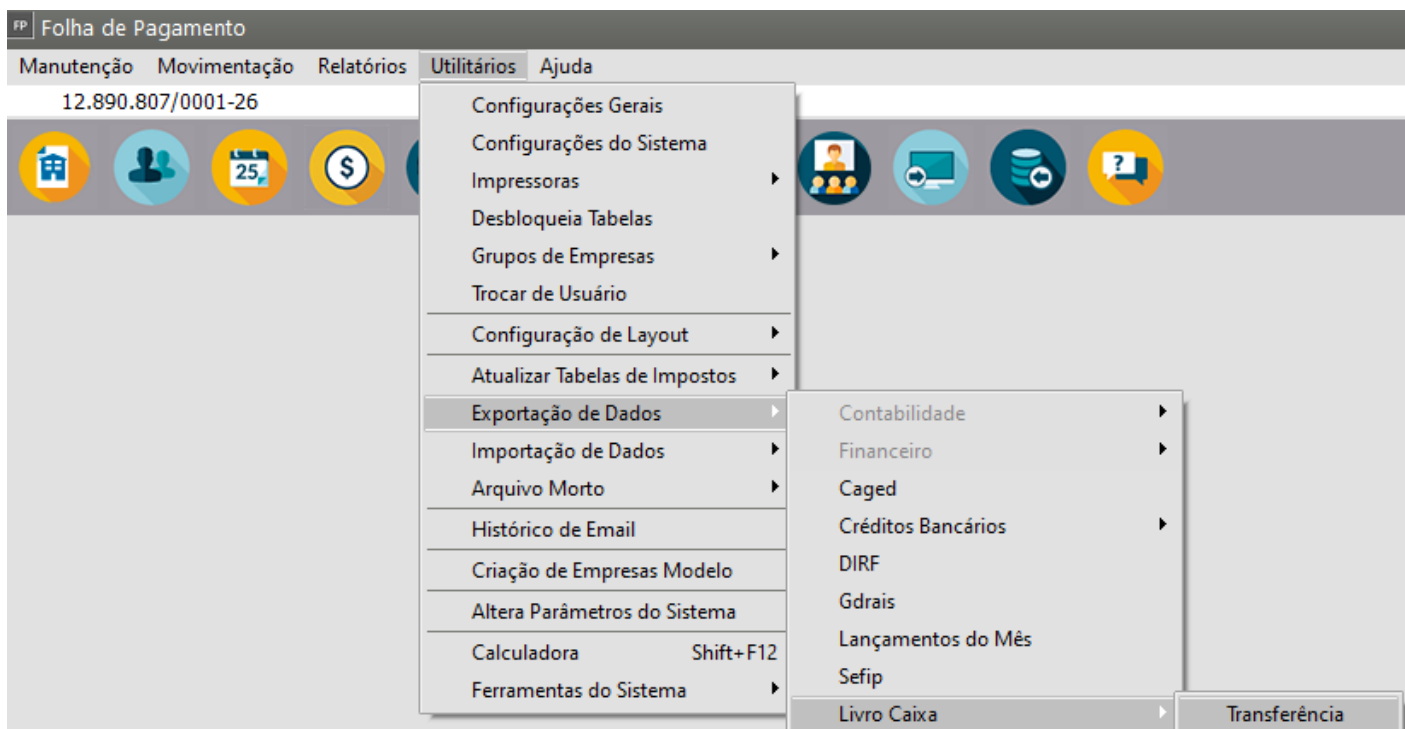 FP Folha de Pagamento
Manutenção Movimentação Relatórios Utilitários Ajuda
12.890.807/0001-26
25
$
?
Configurações Gerais
Configurações do Sistema
Impressoras
Desbloqueia Tabelas
Grupos de Empresas
Trocar de Usuário
Configuração de Layout
Atualizar Tabelas de Impostos
Exportação de Dados
Importação de Dados
Arquivo Morto
Histórico de Email
Criação de Empresas Modelo
Altera Parâmetros do Sistema
Calculadora Shift+F12
Ferramentas do Sistema
Contabilidade
Financeiro
Caged
Créditos Bancários
DIRF
Gdrais
Lançamentos do Mês
Sefip
Livro Caixa
Transferência